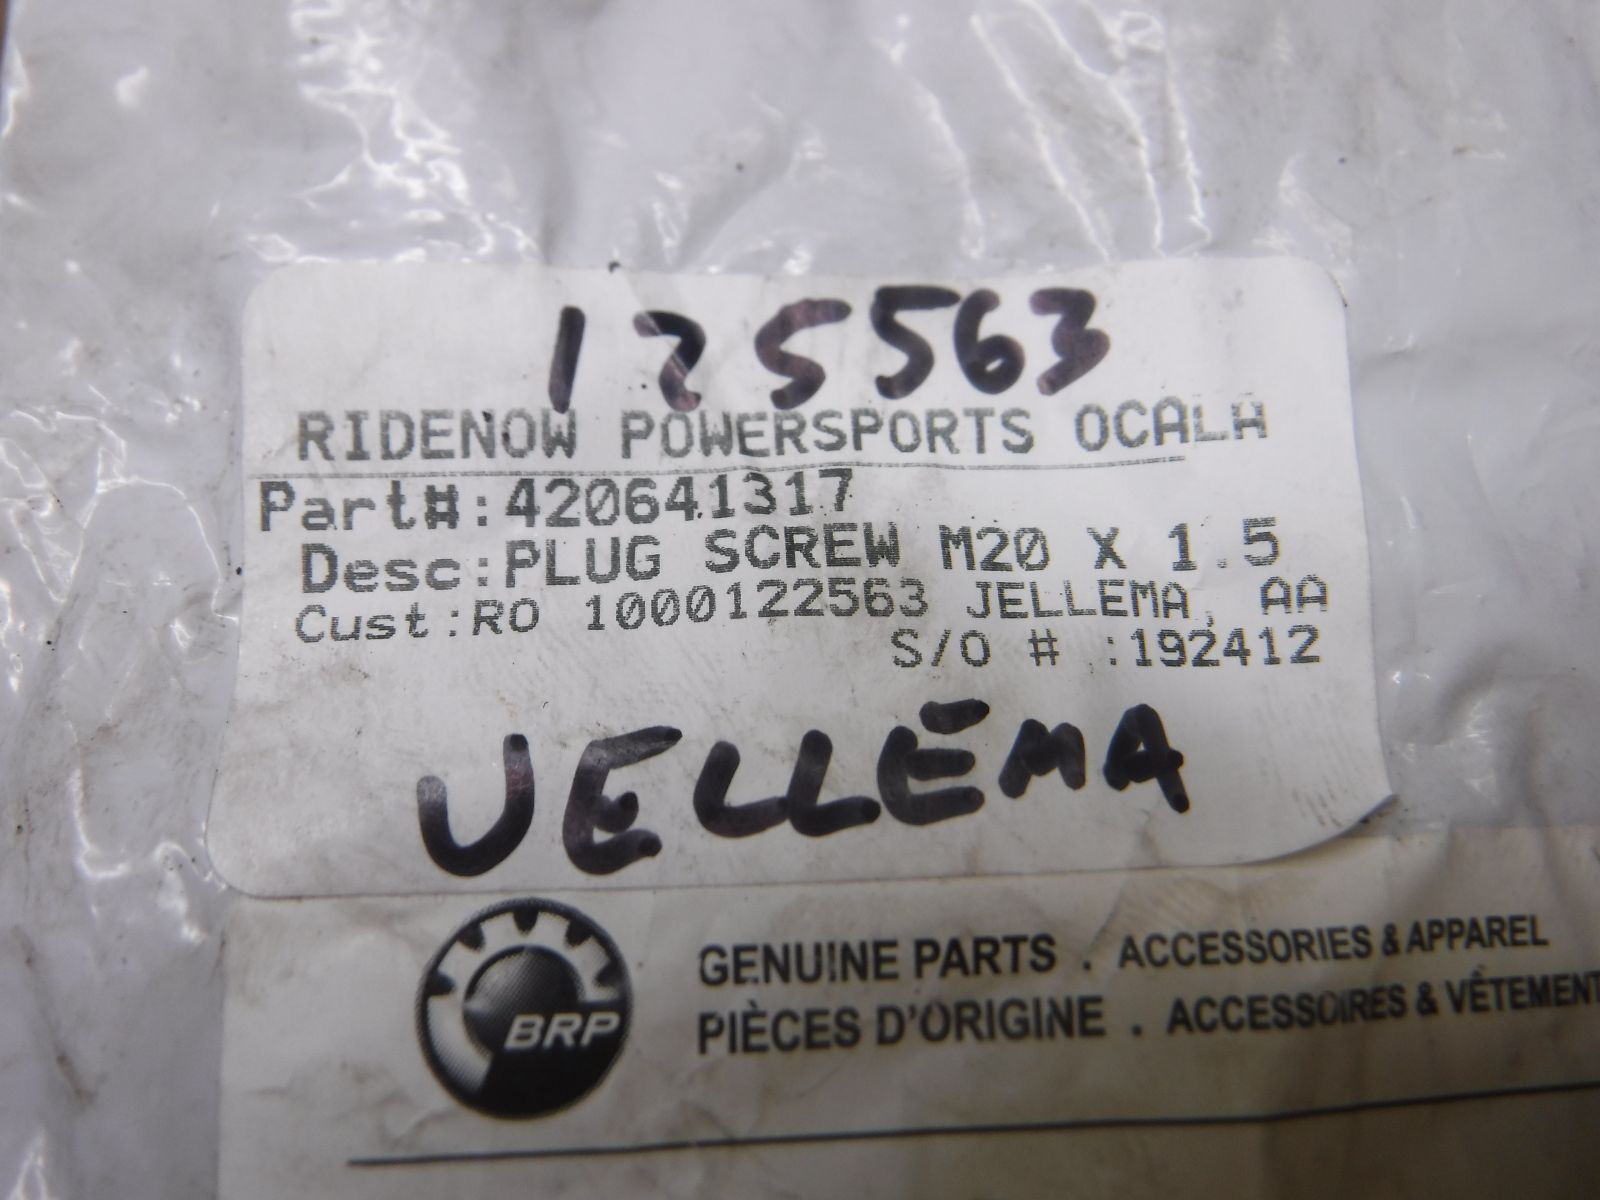 125563
RIDENOW POWERSPORTS OCALA
Part#:420641317
Desc:PLUG SCREW M20 X 1.5
Cust:RO 1000122563 JELLEMA, AA
S/O # :192412
JELLEMA
BRP
GENUINE PARTS . ACCESSORIES & APPAREL
PIÈCES D'ORIGINE . ACCESSOIRES & VÊTEMENT